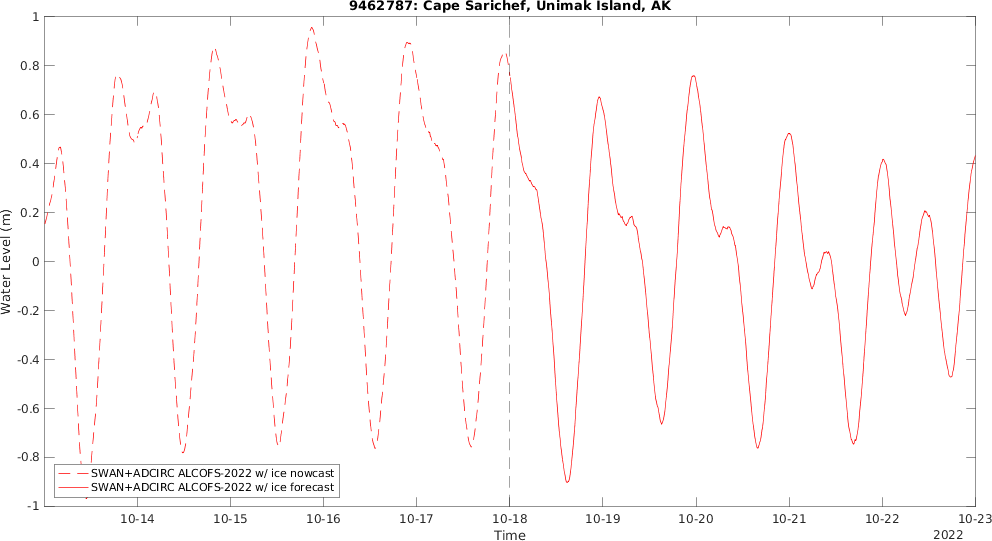 9462787: Cape Sarichef, Unimak Island, AK
1
0.8
0.6
0.4
0.2
0
-0.2
-0.4
-0.6
-0.8
-1
Water Level (m)
SWAN+ADCIRC ALCOFS-2022 w/ ice nowcast
SWAN+ADCIRC ALCOFS-2022 w/ ice forecast
10-14 10-15 10-16 10-17 10-18 10-19 10-20 10-21 10-22 10-23
Time
2022